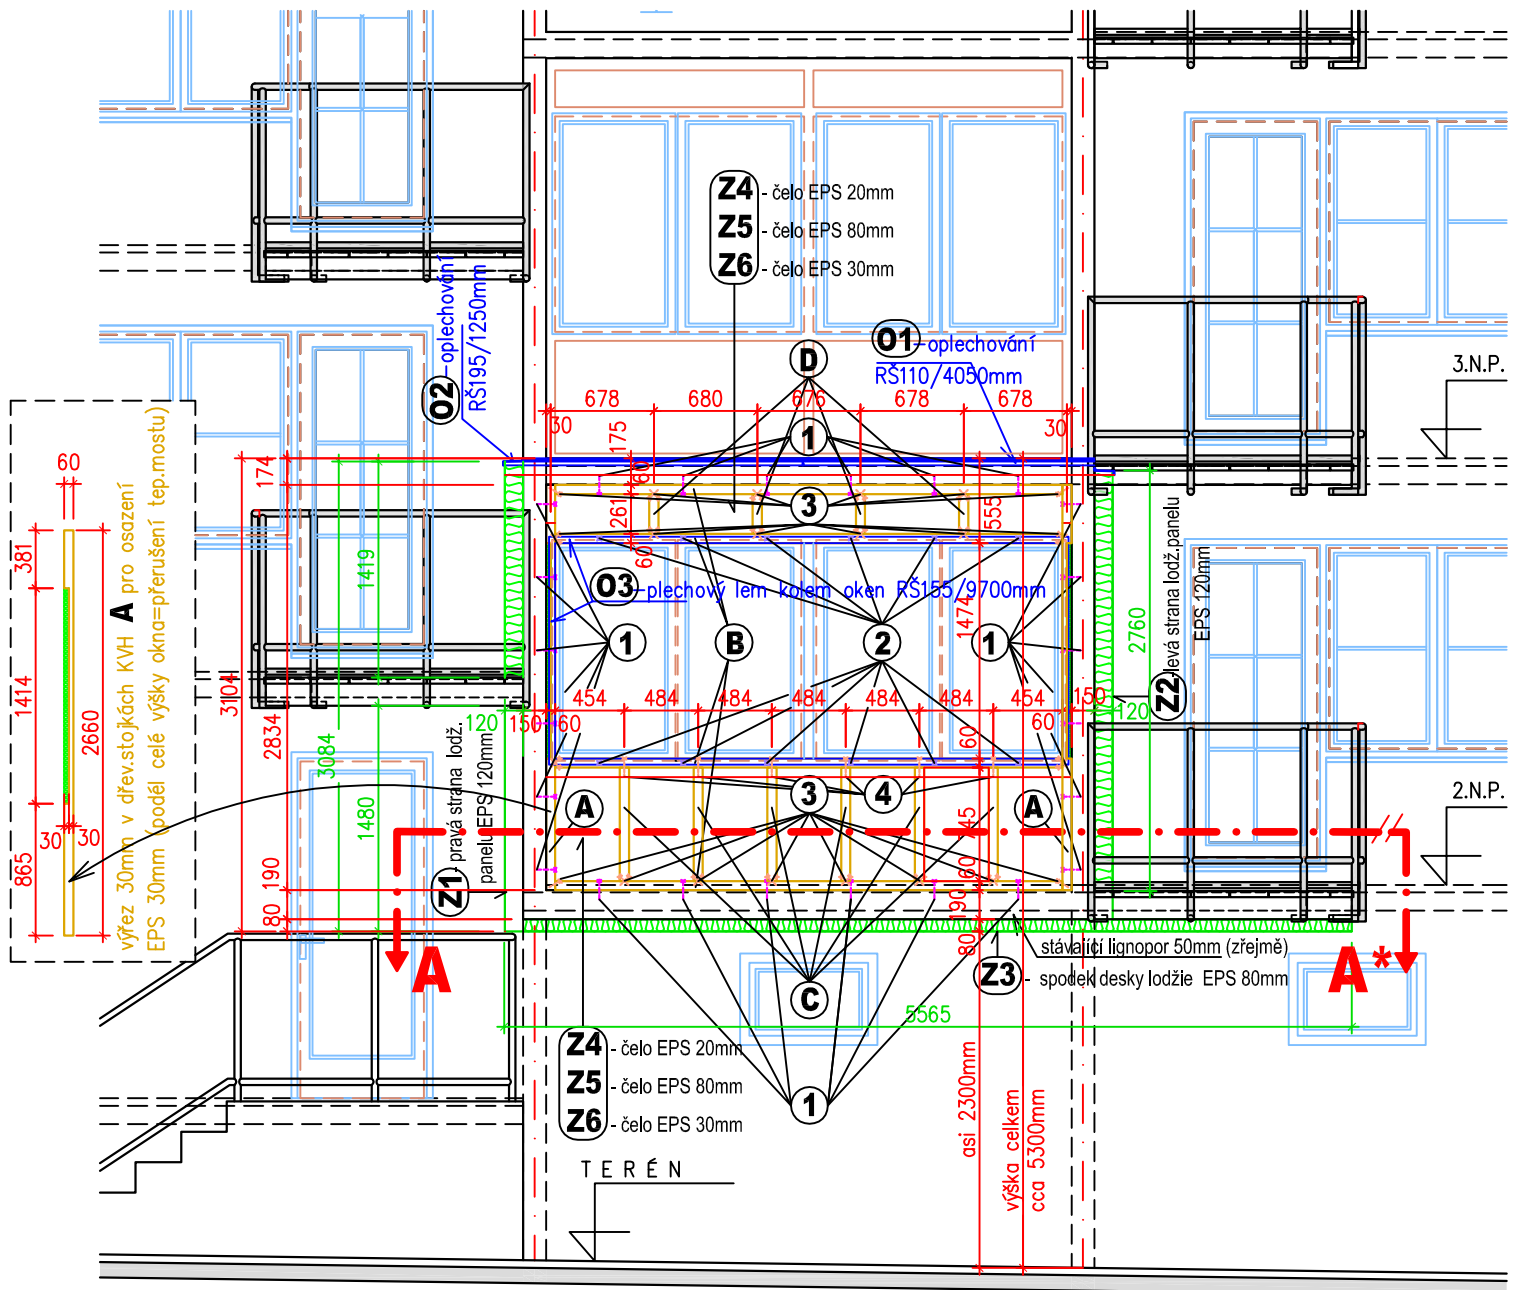 Z4 - čelo EPS 20mm
Z5 - čelo EPS 80mm
Z6 - čelo EPS 30mm
O2 -oplechování
RŠ195/1250mm
O1 -oplechování
RŠ110/4050mm
D
3.N.P.
678 680 676 678 678
30 30
1
175
60
174
60
výřez 30mm v dřev.stojkách KVH A pro osazení
EPS 30mm (podél celé výšky okna=přerušení tep.mostu)
381
1414
2660
865
30 30
3
261
555
60
1419
O3 -plechový lem kolem oken RŠ155/9700mm
1474
Z2 -levá strana lodž.panelu
EPS 120mm
2760
1 B 2 1
3104
2834
3084
454 484 484 484 484 484 454 150
120 150 60 60 120
60
Z1 - pravá strana lodž.
panelu EPS 120mm
1480
A 3 4 A
2.N.P.
745
60
190
190
80
80
A
A*
stávající lignopor 50mm (zřejmě)
Z3 - spodek desky lodžie EPS 80mm
C
5565
Z4 - čelo EPS 20mm
Z5 - čelo EPS 80mm
Z6 - čelo EPS 30mm
1
asi 2300mm
výška celkem
cca 5300mm
TERÉN